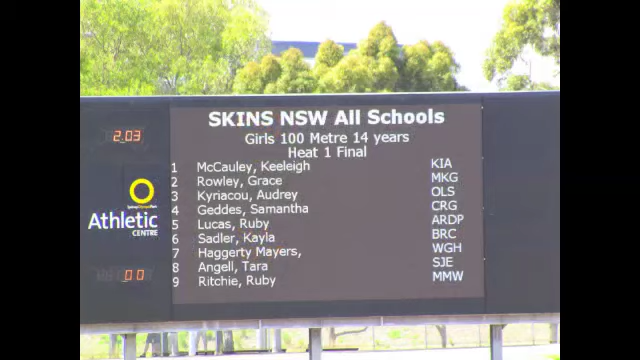 SKINS NSW All Schools
Girls 100 Metre 14 years
Heat 1 Final
1 McCauley, Keeleigh KIA
2 Rowley, Grace MKG
3 Kyriacou, Audrey OLS
4 Geddes, Samantha CRG
5 Lucas, Ruby ARDP
6 Sadler, Kayla BRC
7 Haggerty Mayers, WGH
8 Angell, Tara SJE
9 Ritchie, Ruby MMW
2.03
Athletic
CENTRE
00